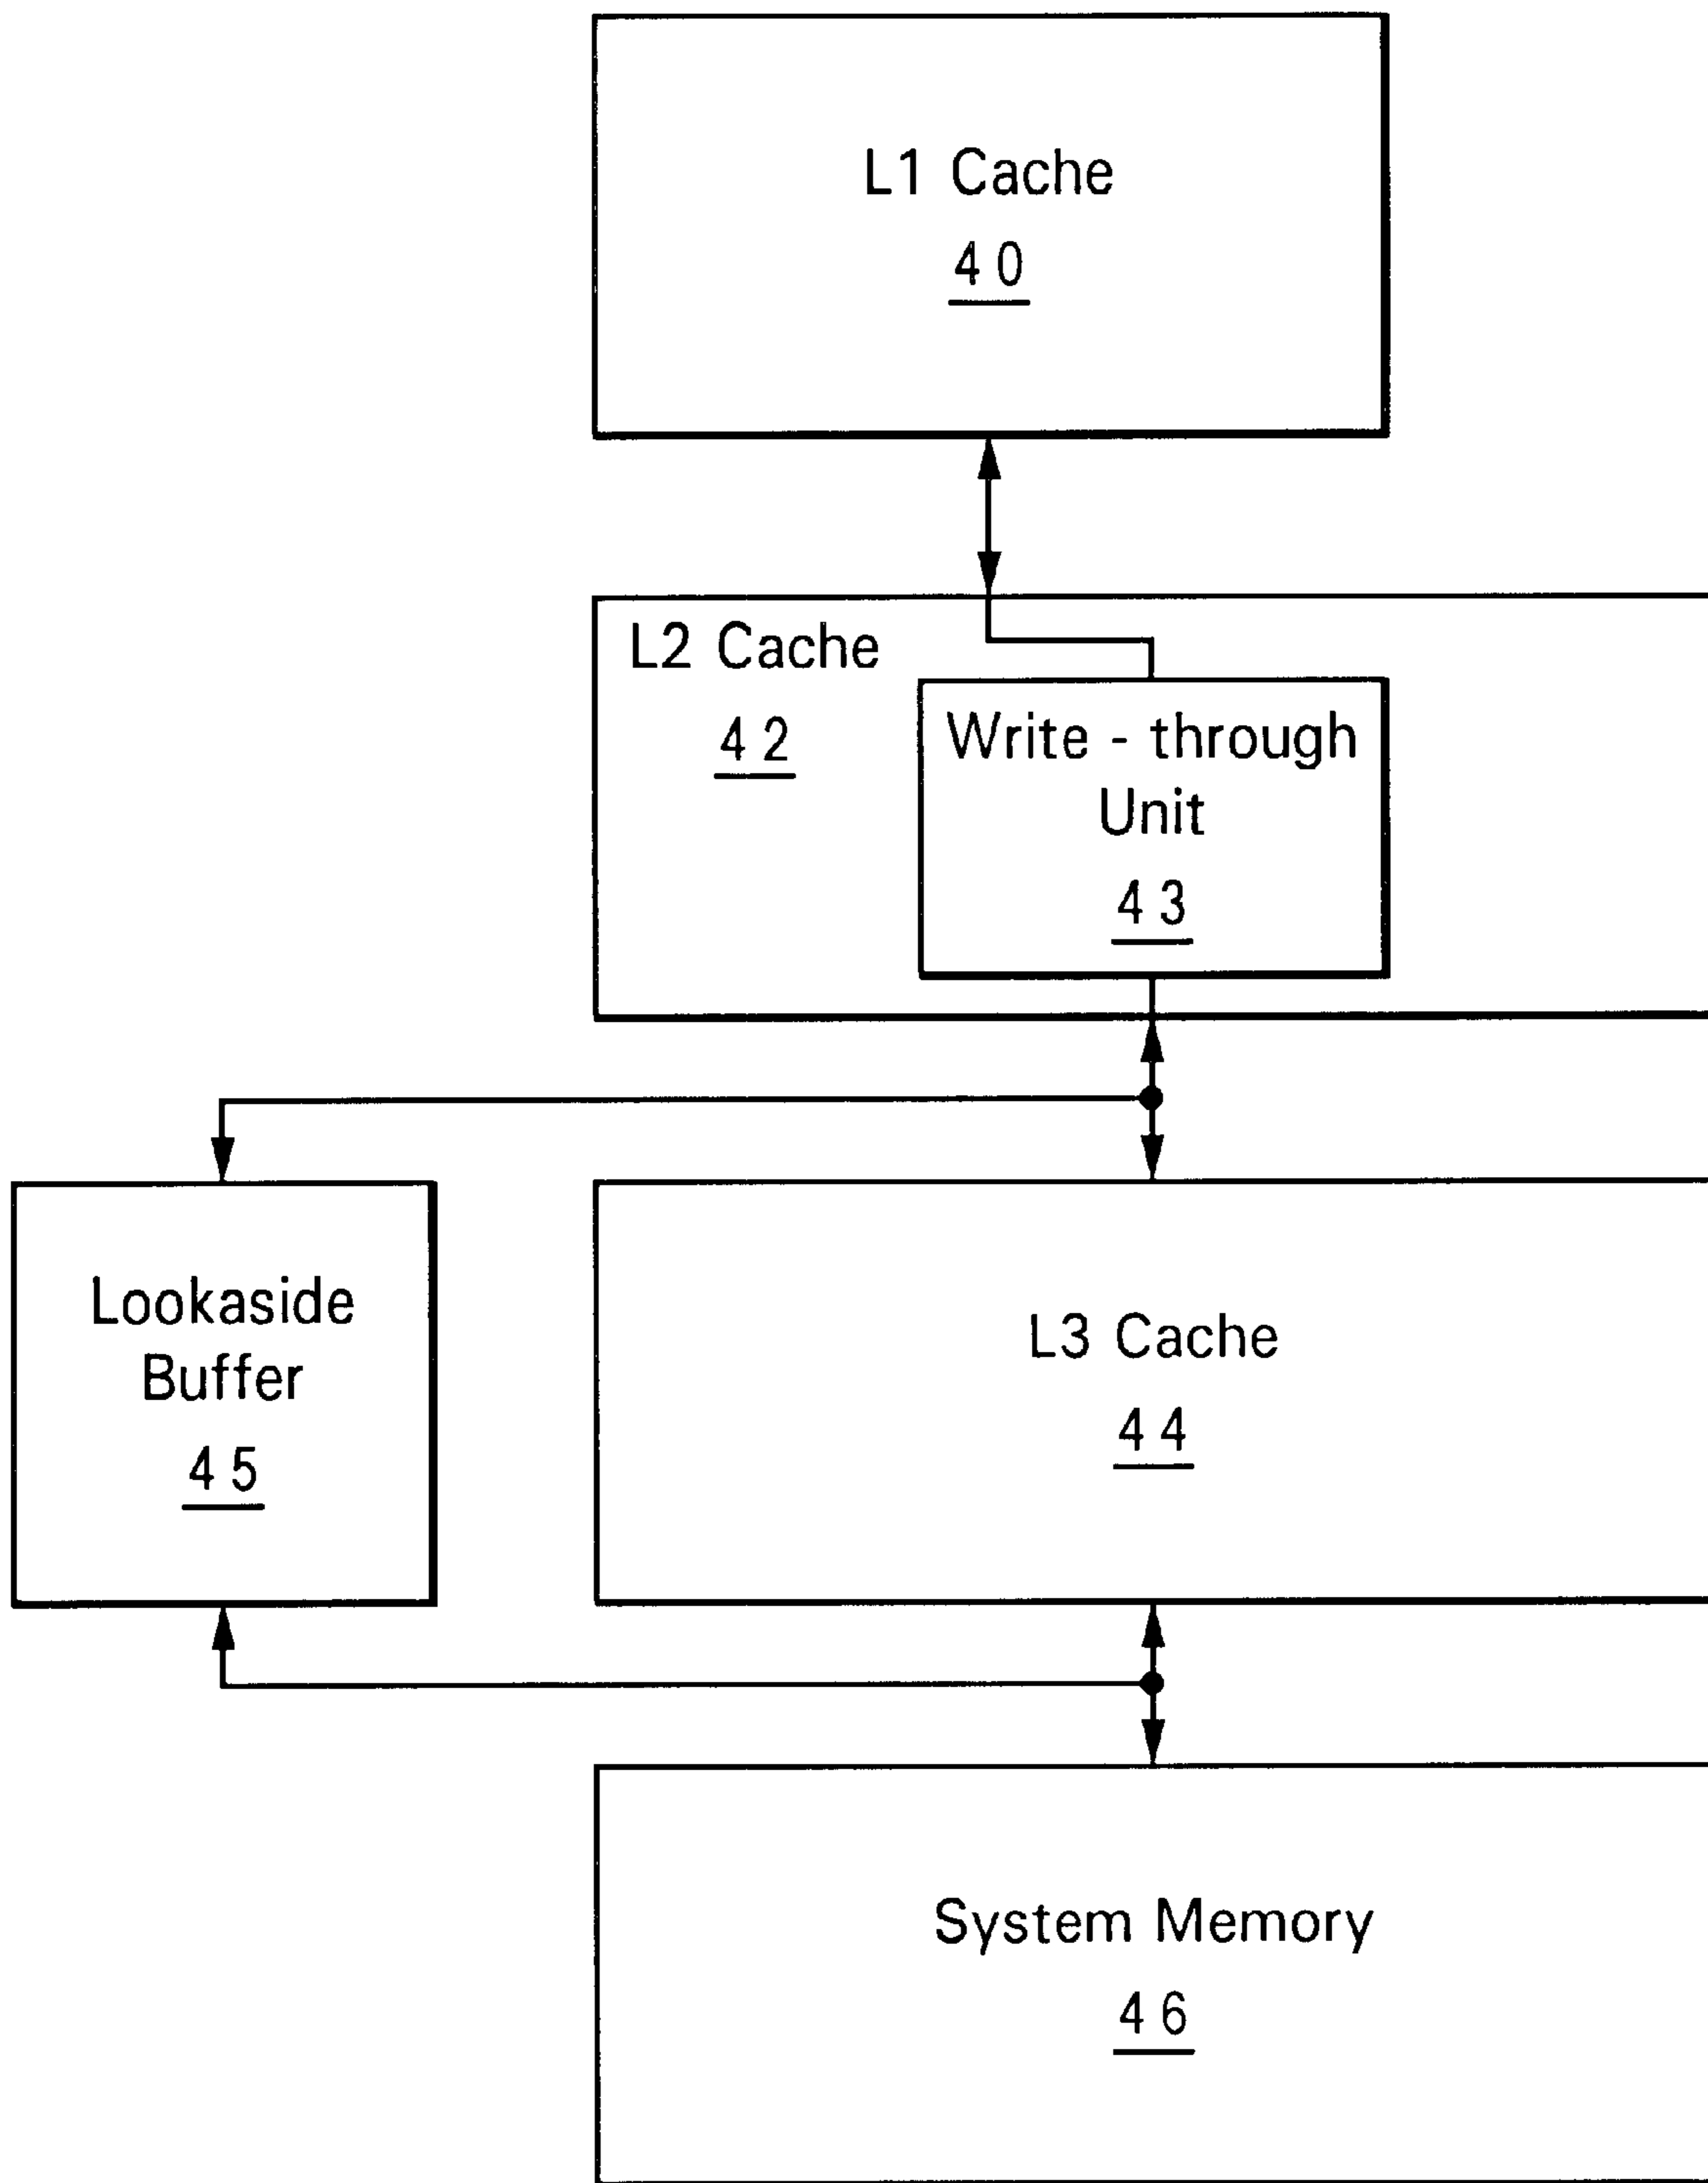 L1 Cache
40
L2 Cache
42
Write - through
Unit
43
Lookaside
Buffer
45
L3 Cache
44
System Memory
46